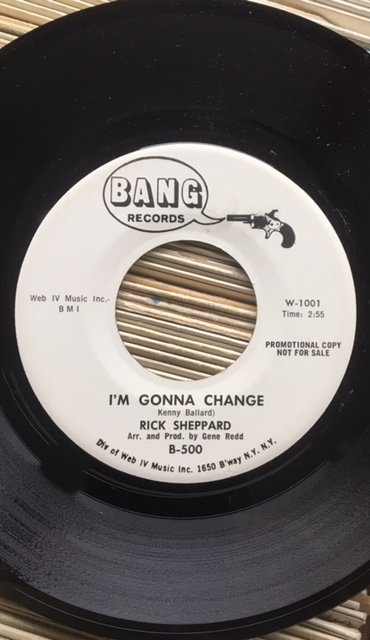 BANG
RECORDS
Web IV Music Inc.-
BMI
W-1001
Time: 2:55
PROMOTIONAL COPY
NOT FOR SALE
I'M GONNA CHANGE
Kenny Ballard)
RICK SHEPPARD
Arr. and Prod. by Gene Redd
B-500
Div of Web IV Music Inc. 1650 B'way N.Y. N.Y.